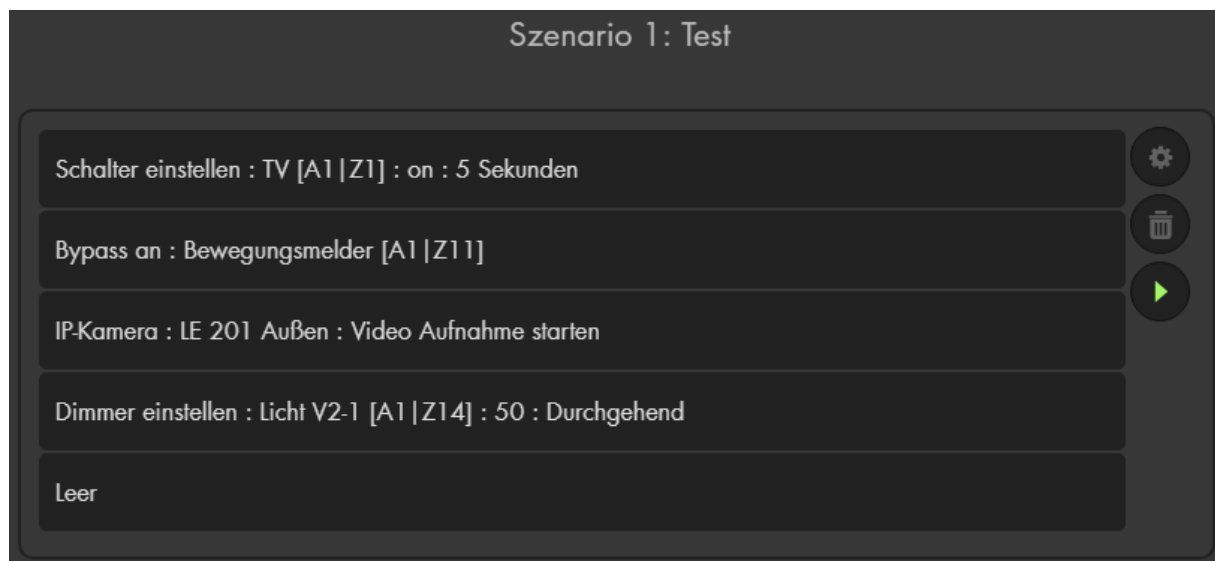 Szenario 1: Test
Schalter einstellen : TV [A1|Z1] : on : 5 Sekunden
Bypass an : Bewegungsmelder [A1|Z11]
IP-Kamera : LE 201 Außen : Video Aufnahme starten
Dimmer einstellen : Licht V2-1 [A1|Z14] : 50 : Durchgehend
Leer